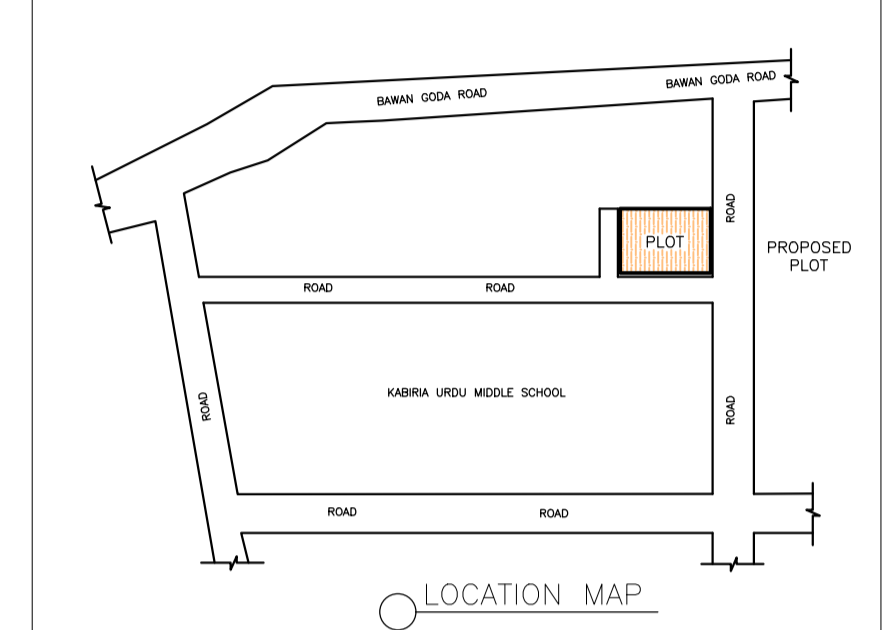 BAWAN GODA ROAD
BAWAN GODA ROAD
ROAD
PLOT
PROPOSED
PLOT
ROAD
ROAD
KABIRIA URDU MIDDLE SCHOOL
ROAD
ROAD
ROAD
ROAD
LOCATION MAP